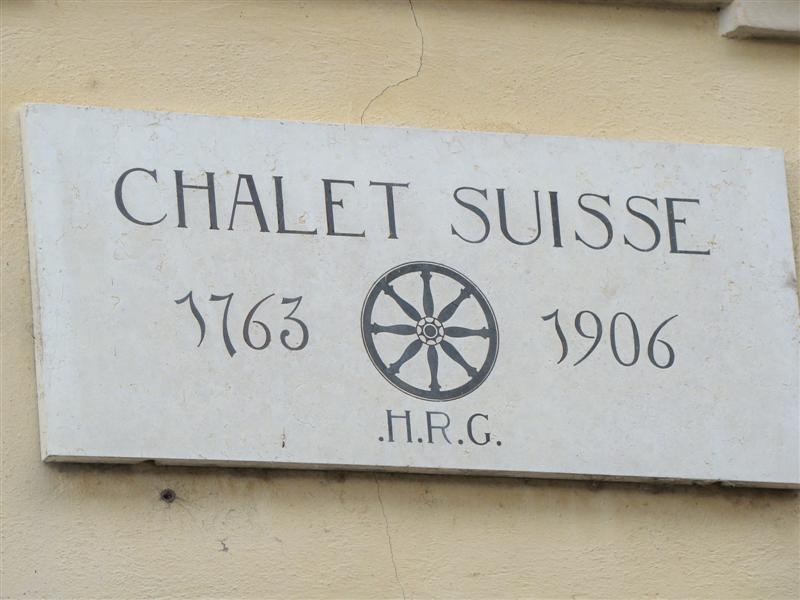 CHALET SUISSE
1763 1906
.H.R.G.